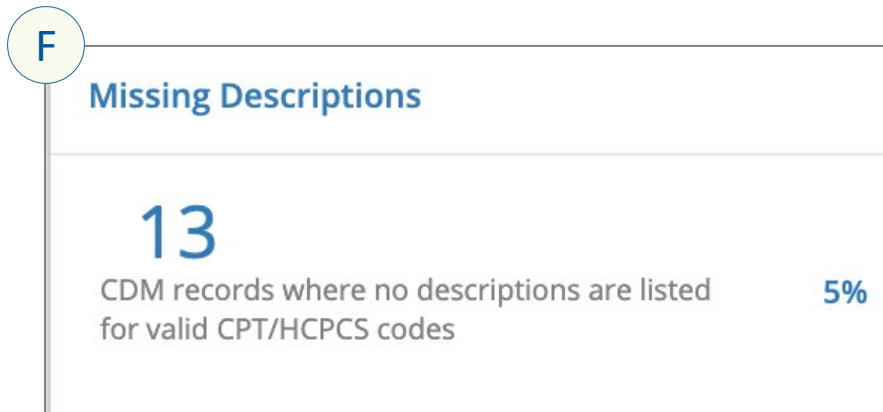 F
Missing Descriptions
13
CDM records where no descriptions are listed
for valid CPT/HCPCS codes
5%